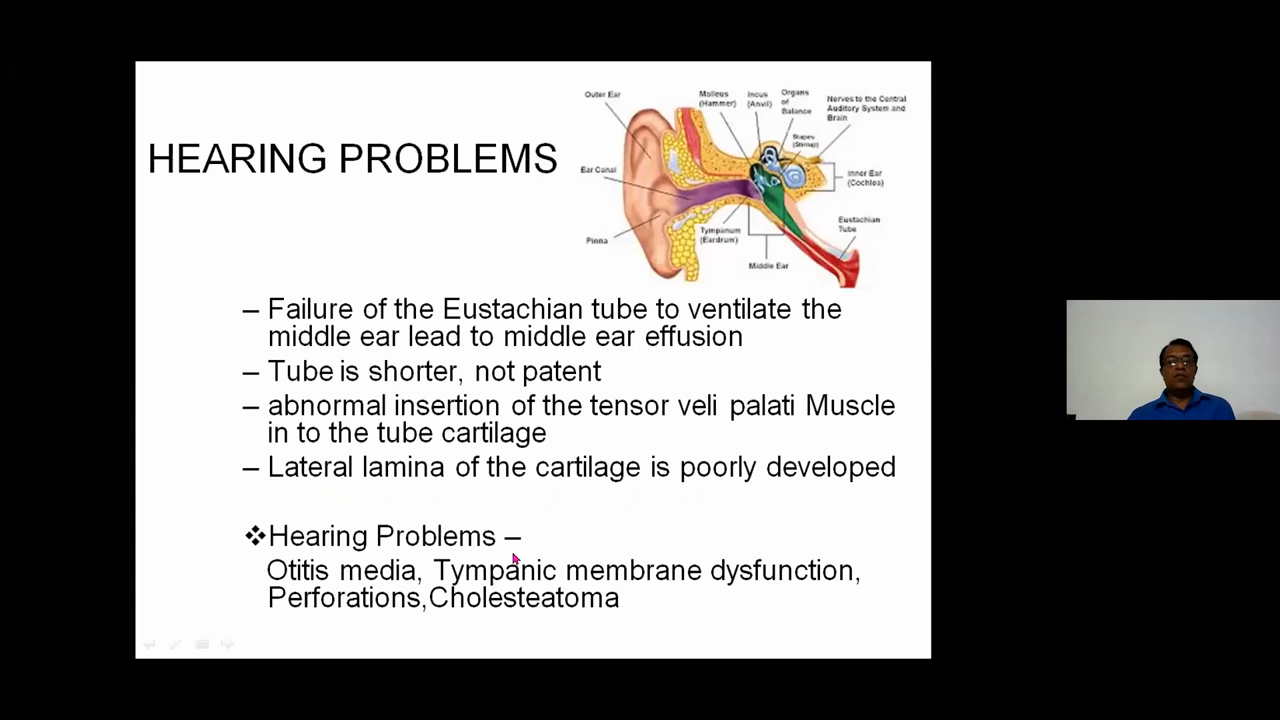 HEARING PROBLEMS
Outer Ear
Malleus
(Hammer)
Incus
(Anvil)
Organs
of
Balance
Nerves to the Central
Auditory System and
Brain
Stapes
(Stirrup)
Ear Canal
Inner Ear
(Cochlea)
Eustachian
Tube
Tympanum
(Eardrum)
Pinna
Middle Ear
– Failure of the Eustachian tube to ventilate the
middle ear lead to middle ear effusion
– Tube is shorter, not patent
– abnormal insertion of the tensor veli palati Muscle
in to the tube cartilage
– Lateral lamina of the cartilage is poorly developed
❖Hearing Problems –
Otitis media, Tympanic membrane dysfunction,
Perforations,Cholesteatoma